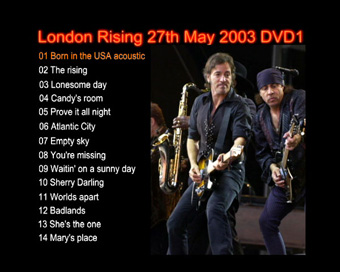 London Rising 27th May 2003 DVD1
01 Born in the USA acoustic
02 The rising
03 Lonesome day
04 Candy's room
05 Prove it all night
06 Atlantic City
07 Empty sky
08 You're missing
09 Waitin' on a sunny day
10 Sherry Darling
11 Worlds apart
12 Badlands
13 She's the one
14 Mary's place